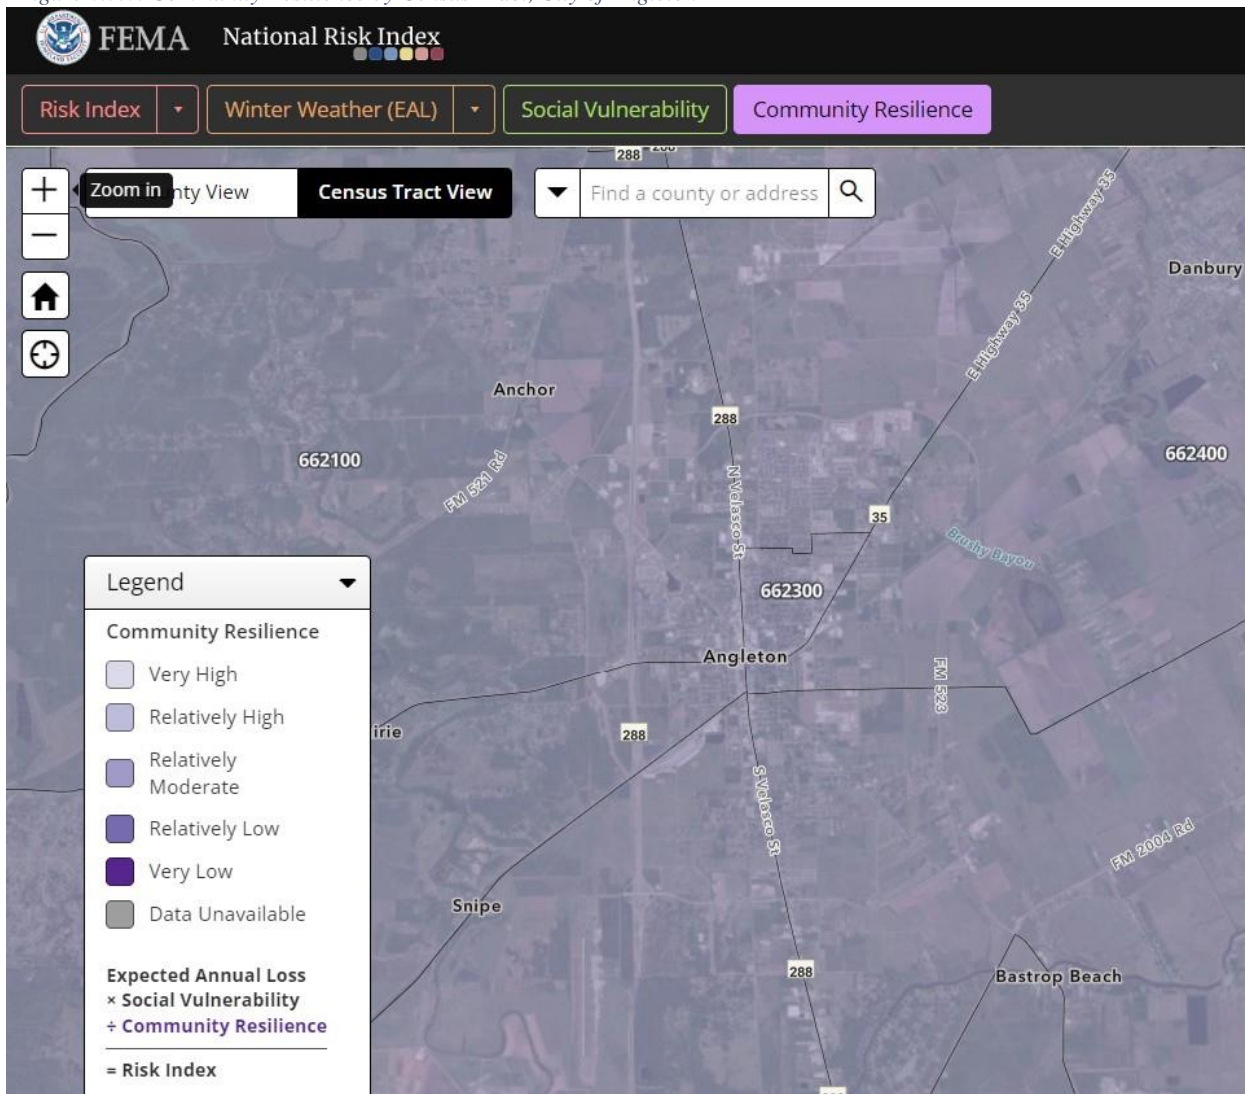 FEMA National Risk Index
Risk Index Winter Weather (EAL) Social Vulnerability Community Resilience
288
Zoom in nty View Census Tract View Find a county or address
E Highway 35
Danbury
E Highway 35
Anchor
288
662100
662400
FM 521 Rd
N Velasco St
35
Brushy Bayou
662300
Angleton
FM 523
irie
288
S Velasco St
FM 2004 Rd
Snipe
288
Bastrop Beach
Legend
Community Resilience
Very High
Relatively High
Relatively
Moderate
Relatively Low
Very Low
Data Unavailable
Expected Annual Loss
× Social Vulnerability
÷ Community Resilience
= Risk Index